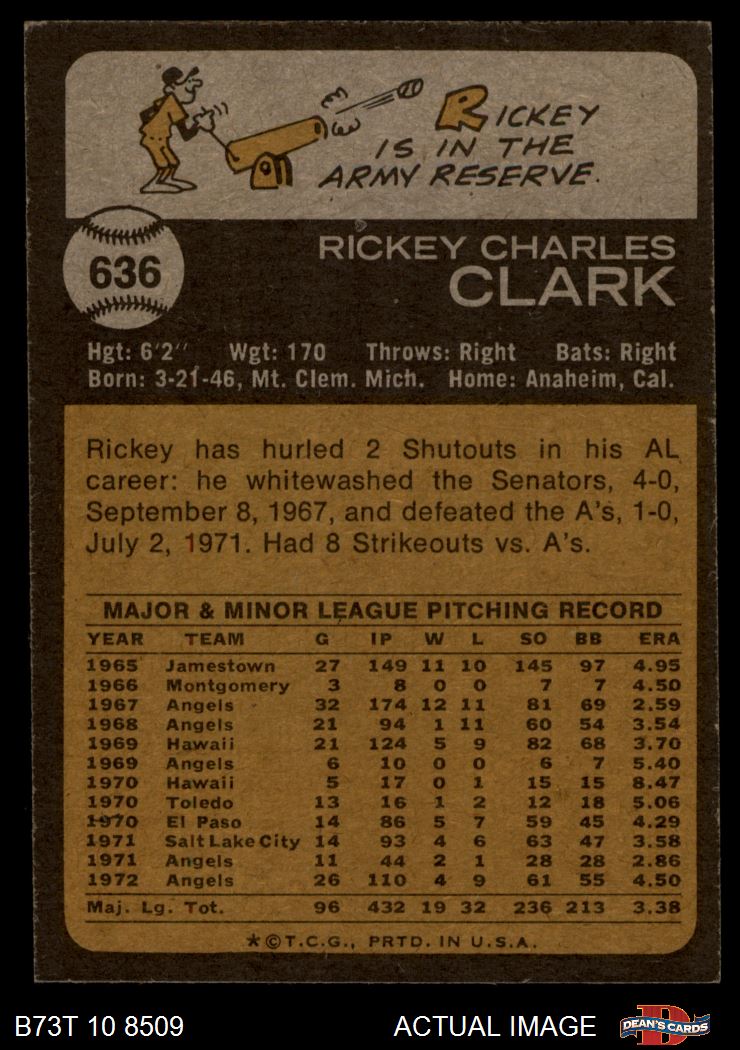 RICKEY
IS IN THE
ARMY RESERVE.
636
RICKEY CHARLES
CLARK
Hgt: 6'2" Wgt: 170 Throws: Right Bats: Right
Born: 3-21-46, Mt. Clem. Mich. Home: Anaheim, Cal.
Rickey has hurled 2 Shutouts in his AL
career: he whitewashed the Senators, 4-0,
September 8, 1967, and defeated the A's, 1-0,
July 2, 1971. Had 8 Strikeouts vs. A's.
MAJOR & MINOR LEAGUE PITCHING RECORD
YEAR TEAM G IP W L SO BB ERA
1965 Jamestown 27 149 11 10 145 97 4.95
1966 Montgomery 3 8 0 0 7 7 4.50
1967 Angels 32 174 12 11 81 69 2.59
1968 Angels 21 94 1 11 60 54 3.54
1969 Hawaii 21 124 5 9 82 68 3.70
1969 Angels 6 10 0 0 6 7 5.40
1970 Hawaii 5 17 0 1 15 15 8.47
1970 Toledo 13 16 1 2 12 18 5.06
1970 El Paso 14 86 5 7 59 45 4.29
1971 Salt Lake City 14 93 4 6 63 47 3.58
1971 Angels 11 44 2 1 28 28 2.86
1972 Angels 26 110 4 9 61 55 4.50
Maj. Lg. Tot. 96 432 19 32 236 213 3.38
*©T.C.G., PRTD. IN U.S.A.
B73T 10 8509 ACTUAL IMAGE D DEAN'S CARDS